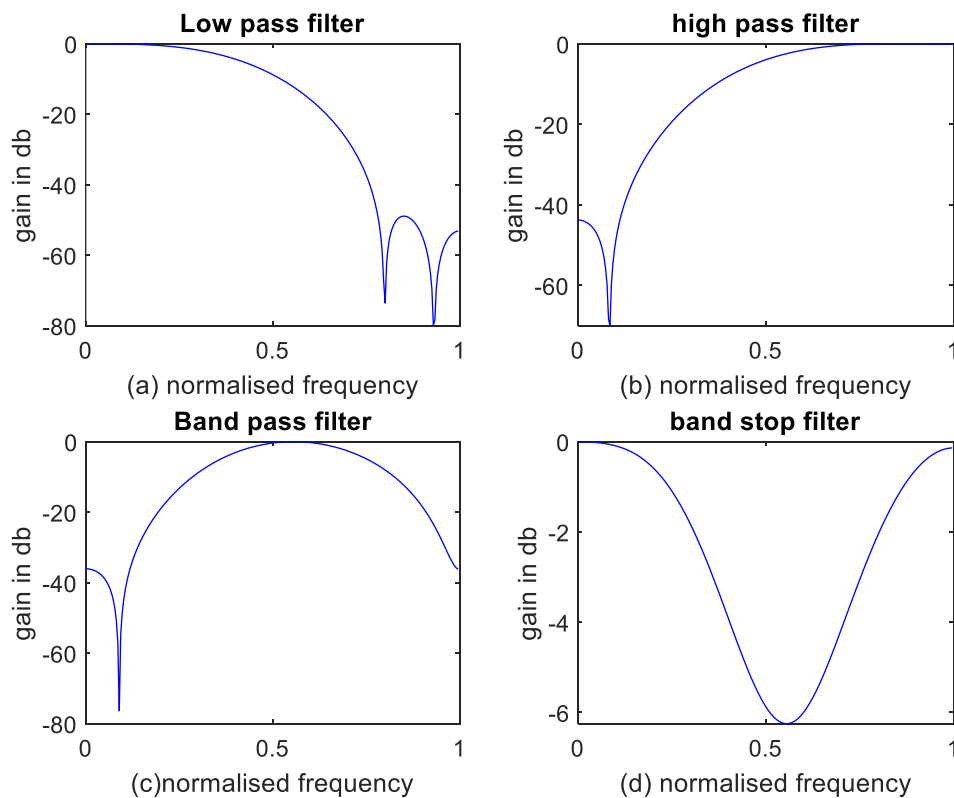 Low pass filter
0
-20
-40
-60
-80
gain in db
0 0.5 1
(a) normalised frequency
high pass filter
0
-20
-40
-60
gain in db
0 0.5 1
(b) normalised frequency
Band pass filter
0
-20
-40
-60
-80
gain in db
0 0.5 1
(c)normalised frequency
band stop filter
0
-2
-4
-6
gain in db
0 0.5 1
(d) normalised frequency